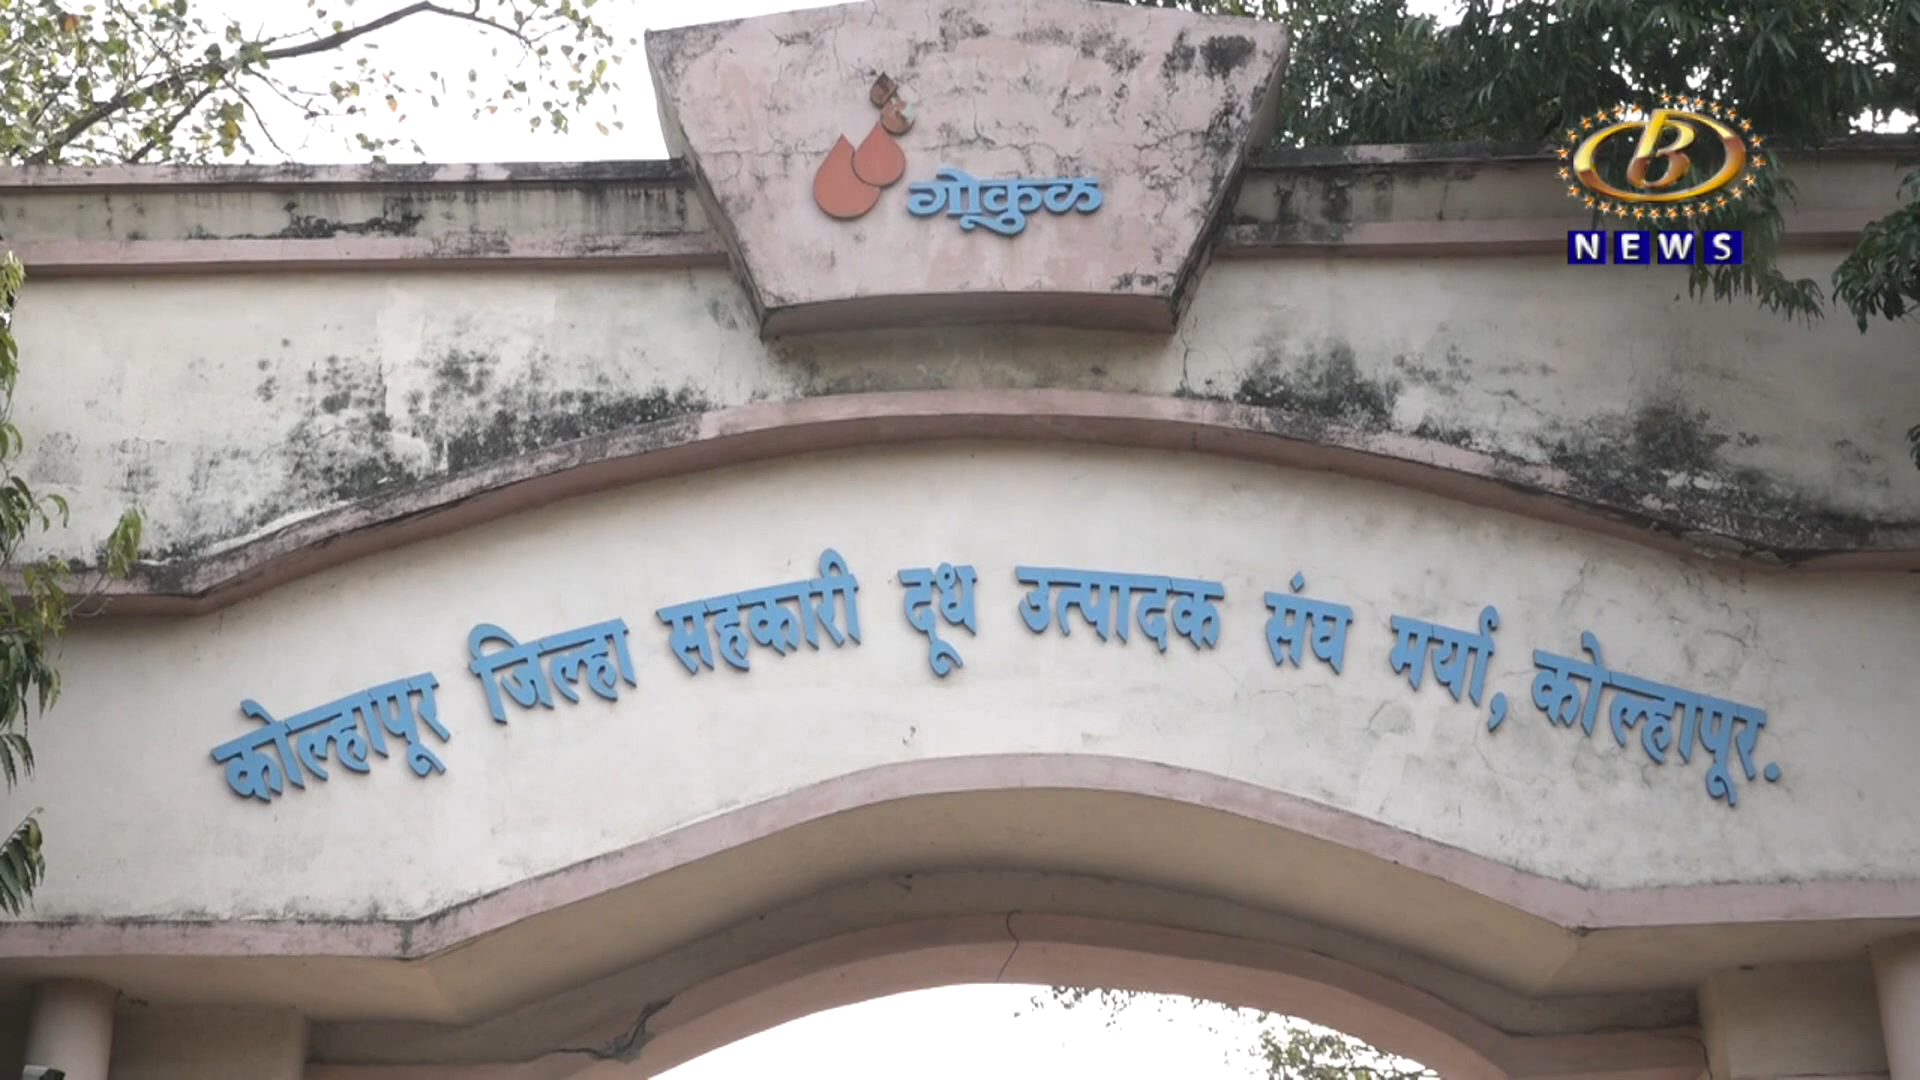 गोकुळ
B
NEWS
कोल्हापूर जिल्हा सहकारी दूध उत्पादक संघ मर्या, कोल्हापूर.